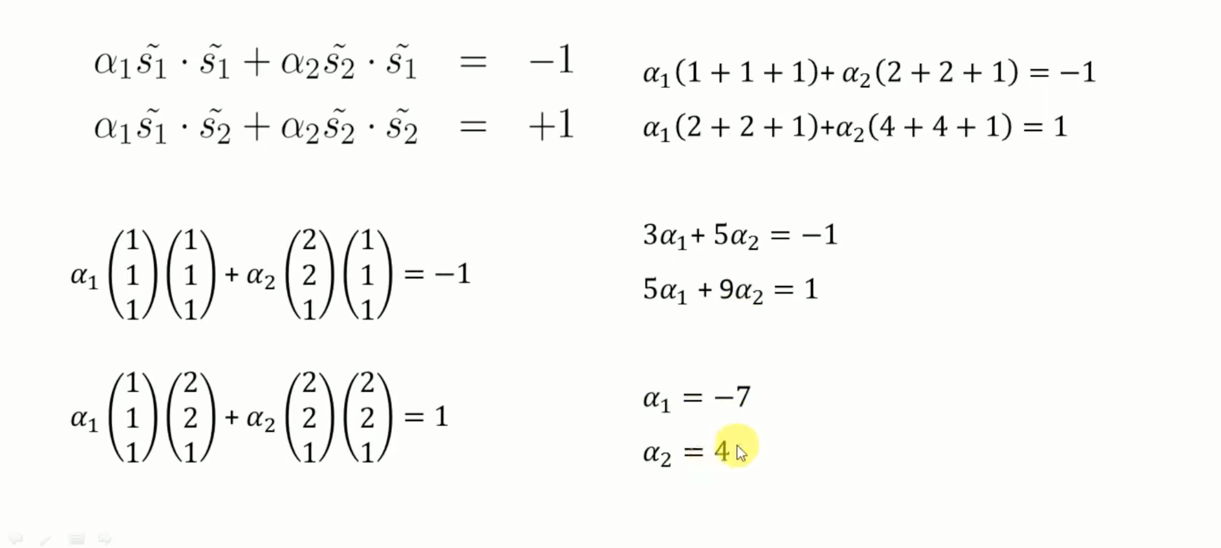 α₁s̃₁ · s̃₁ + α₂s̃₂ · s̃₁ = −1
α₁s̃₁ · s̃₂ + α₂s̃₂ · s̃₂ = +1
α₁(1 + 1 + 1)+ α₂(2 + 2 + 1) = −1
α₁(2 + 2 + 1)+α₂(4 + 4 + 1) = 1
α₁ (1 1 1) (1 1 1) + α₂ (2 2 1) (1 1 1) = −1
α₁ (1 1 1) (2 2 1) + α₂ (2 2 1) (2 2 1) = 1
3α₁+ 5α₂ = −1
5α₁ + 9α₂ = 1
α₁ = −7
α₂ = 4